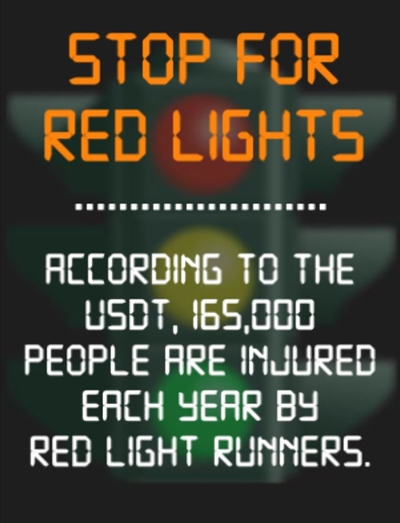 STOP FOR
RED LIGHTS
ACCORDING TO THE
USDT, 165,000
PEOPLE ARE INJURED
EACH YEAR BY
RED LIGHT RUNNERS.